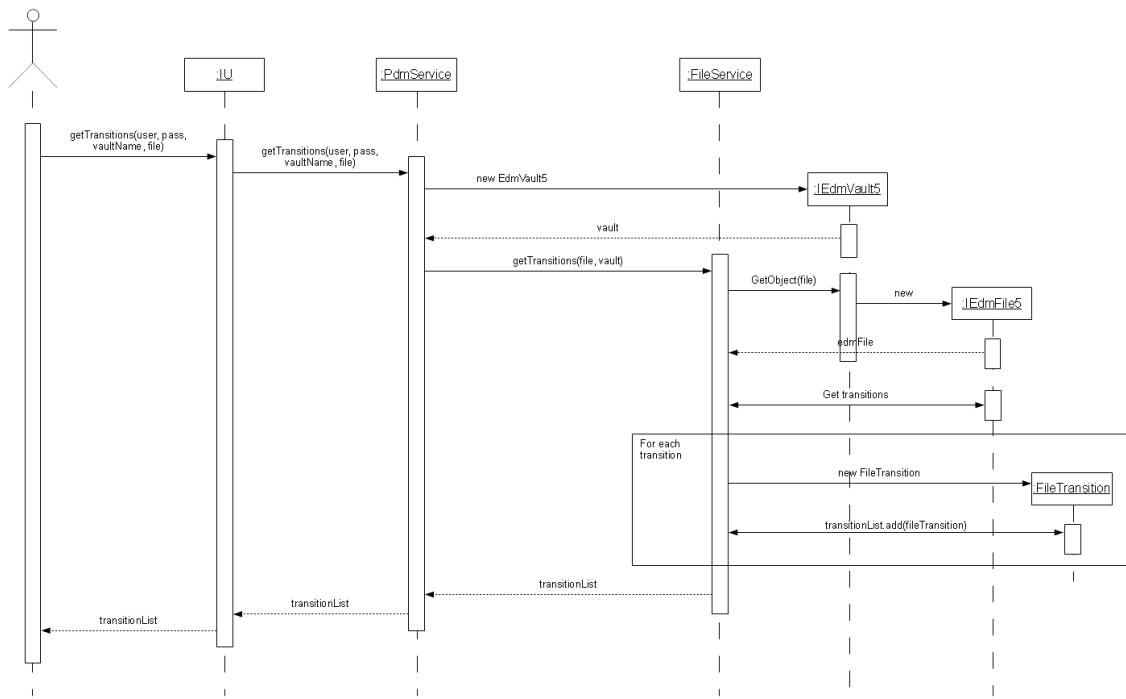 :IU
:PdmService
:FileService
getTransitions(user, pass,
vaultName, file)
getTransitions(user, pass,
vaultName, file)
new EdmVault5
:IEdmVault5
vault
getTransitions(file, vault)
GetObject(file)
new
:IEdmFile5
edmFile
Get transitions
For each
transition
new FileTransition
:FileTransition
transitionList.add(fileTransition)
transitionList
transitionList
transitionList